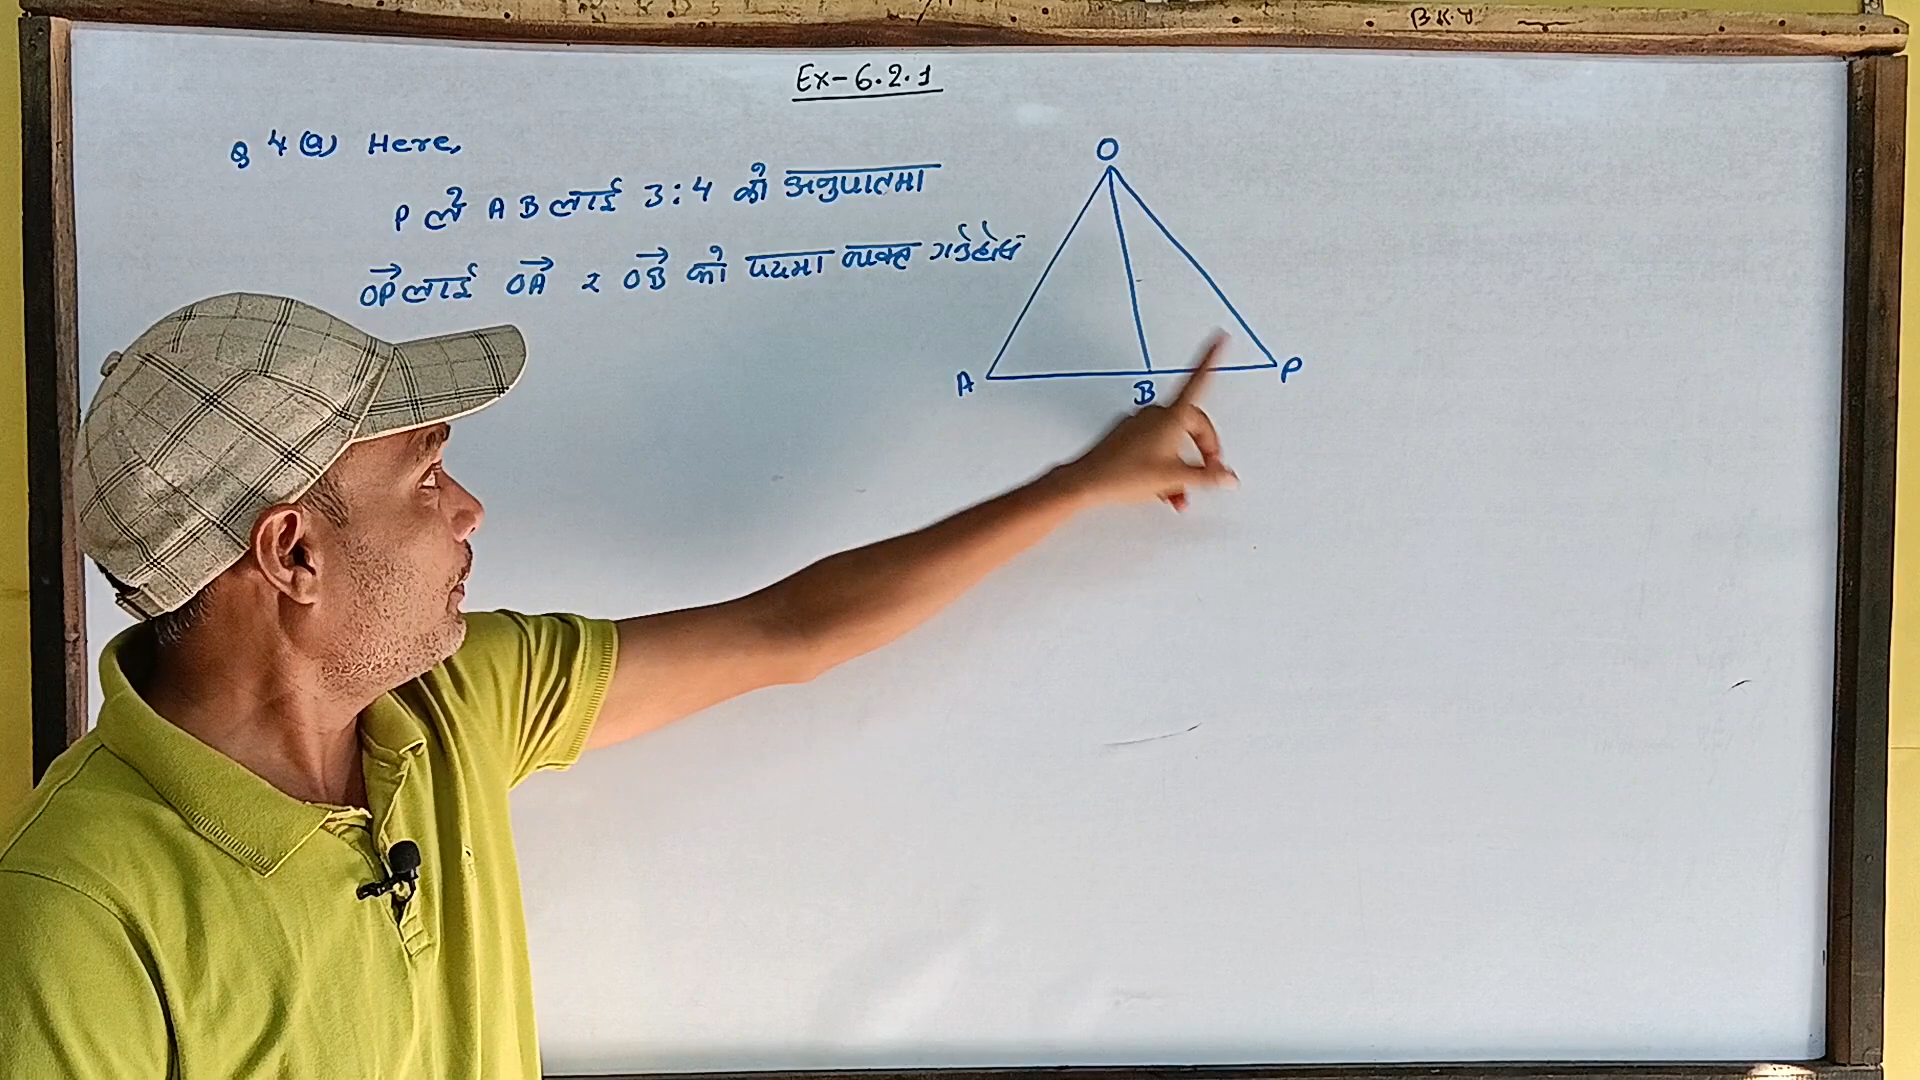 B.K.Y
Ex-6.2.1
Q 4 (a) Here,
P ले AB लाई 3:4 को अनुपातमा
OP लाई OA र OB को पदमा व्यक्त गर्नुहोस्
O
A
B
P